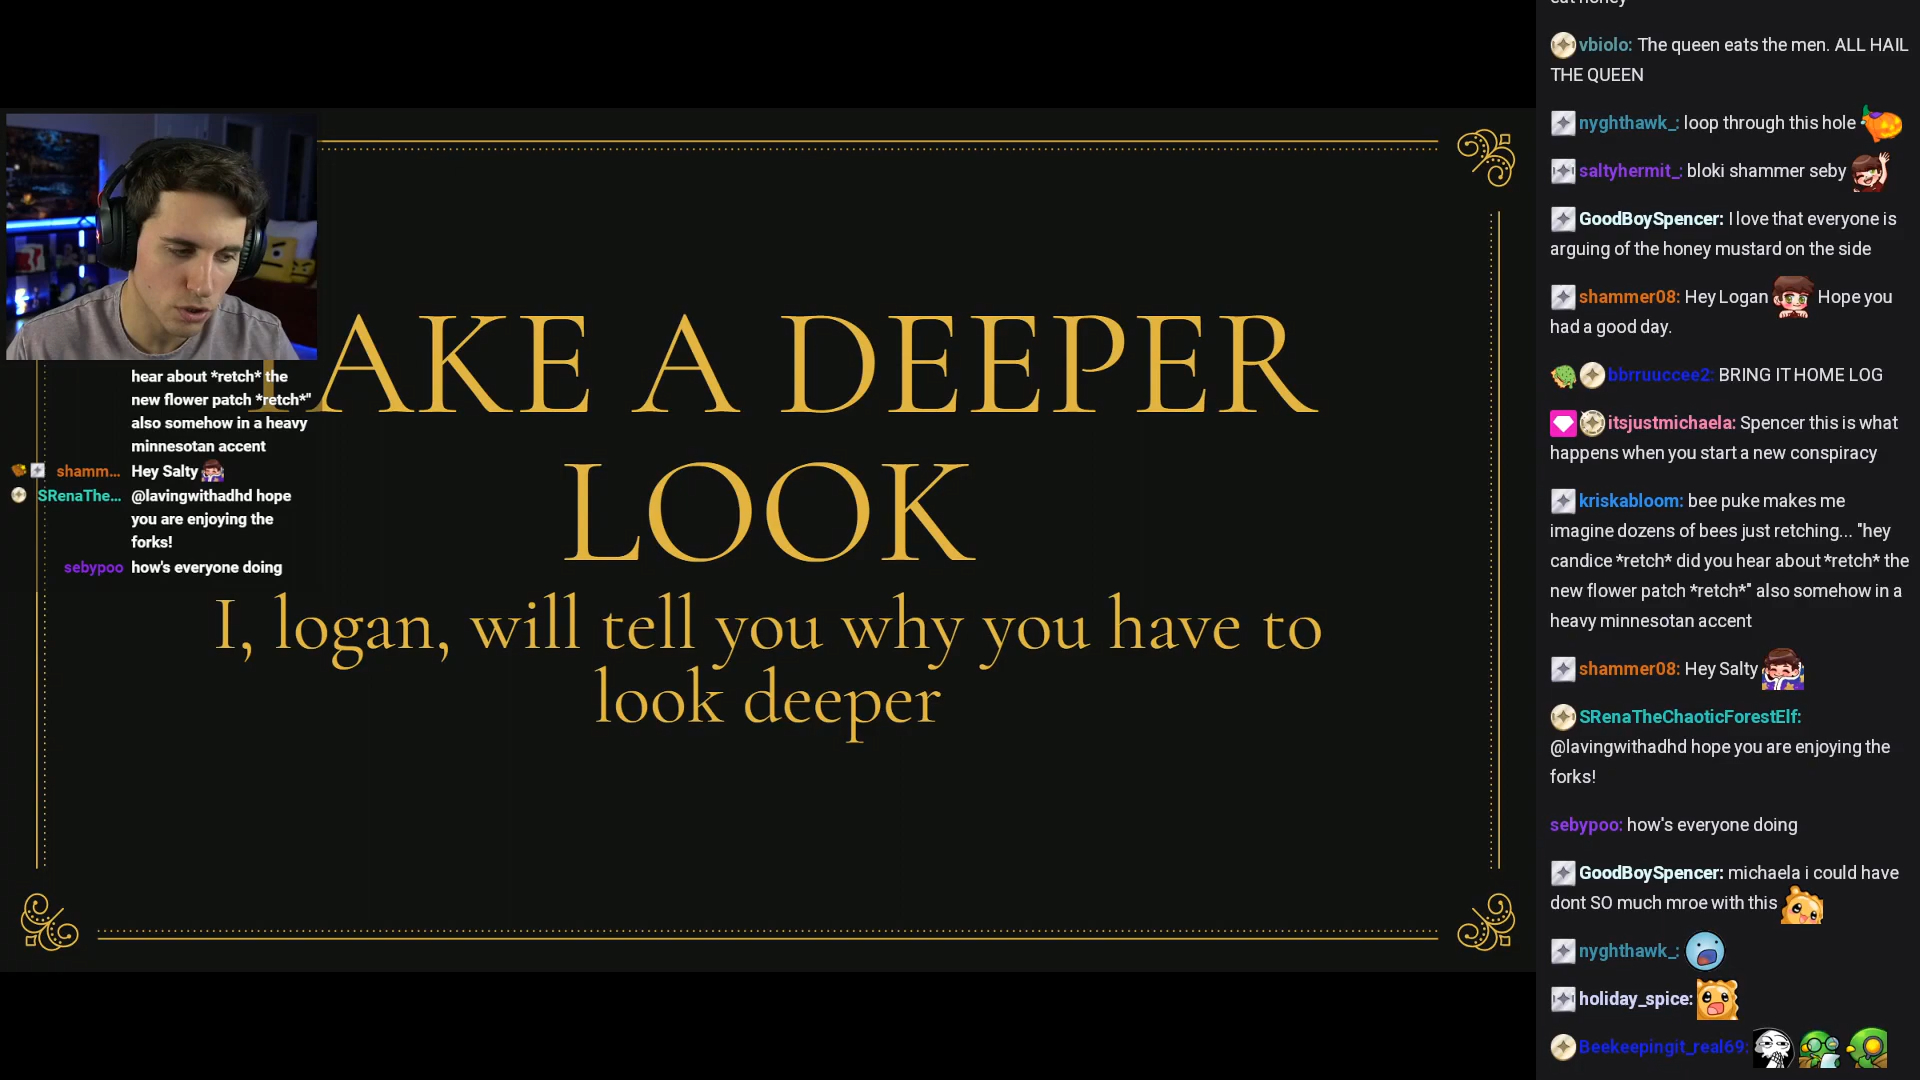 AKE A DEEPER
LOOK
I, logan, will tell you why you have to
look deeper
hear about *retch* the
new flower patch *retch*"
also somehow in a heavy
minnesotan accent
shamm... Hey Salty
SRenaThe... @lavingwithadhd hope
you are enjoying the
forks!
sebypoo how's everyone doing
vbiolo: The queen eats the men. ALL HAIL
THE QUEEN
nyghthawk_: loop through this hole
saltyhermit_: bloki shammer seby
GoodBoySpencer: I love that everyone is
arguing of the honey mustard on the side
shammer08: Hey Logan Hope you
had a good day.
bbrruuccee2: BRING IT HOME LOG
itsjustmichaela: Spencer this is what
happens when you start a new conspiracy
kriskabloom: bee puke makes me
imagine dozens of bees just retching... "hey
candice *retch* did you hear about *retch* the
new flower patch *retch*" also somehow in a
heavy minnesotan accent
shammer08: Hey Salty
SRenaTheChaoticForestElf:
@lavingwithadhd hope you are enjoying the
forks!
sebypoo: how's everyone doing
GoodBoySpencer: michaela i could have
dont SO much mroe with this
nyghthawk_:
holiday_spice:
Beekeepingit_real69: